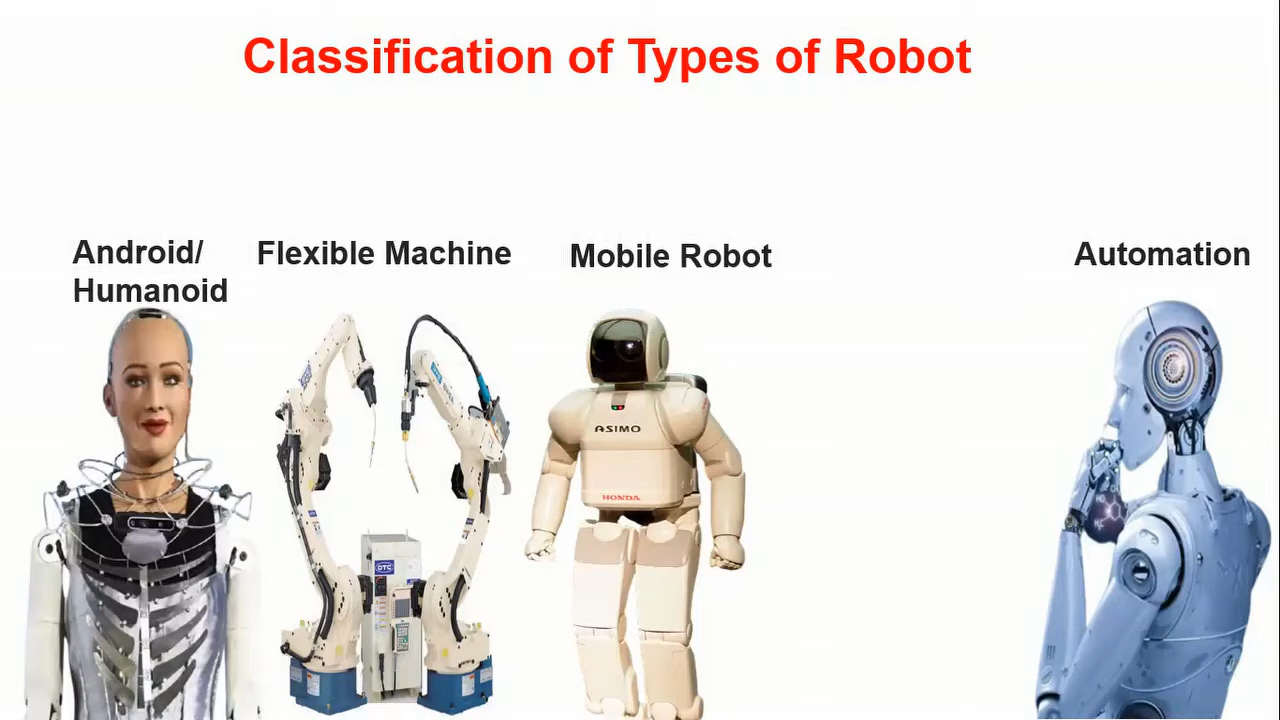 Classification of Types of Robot
Android/
Humanoid
Flexible Machine
Mobile Robot
Automation
ASIMO
HONDA
OTC